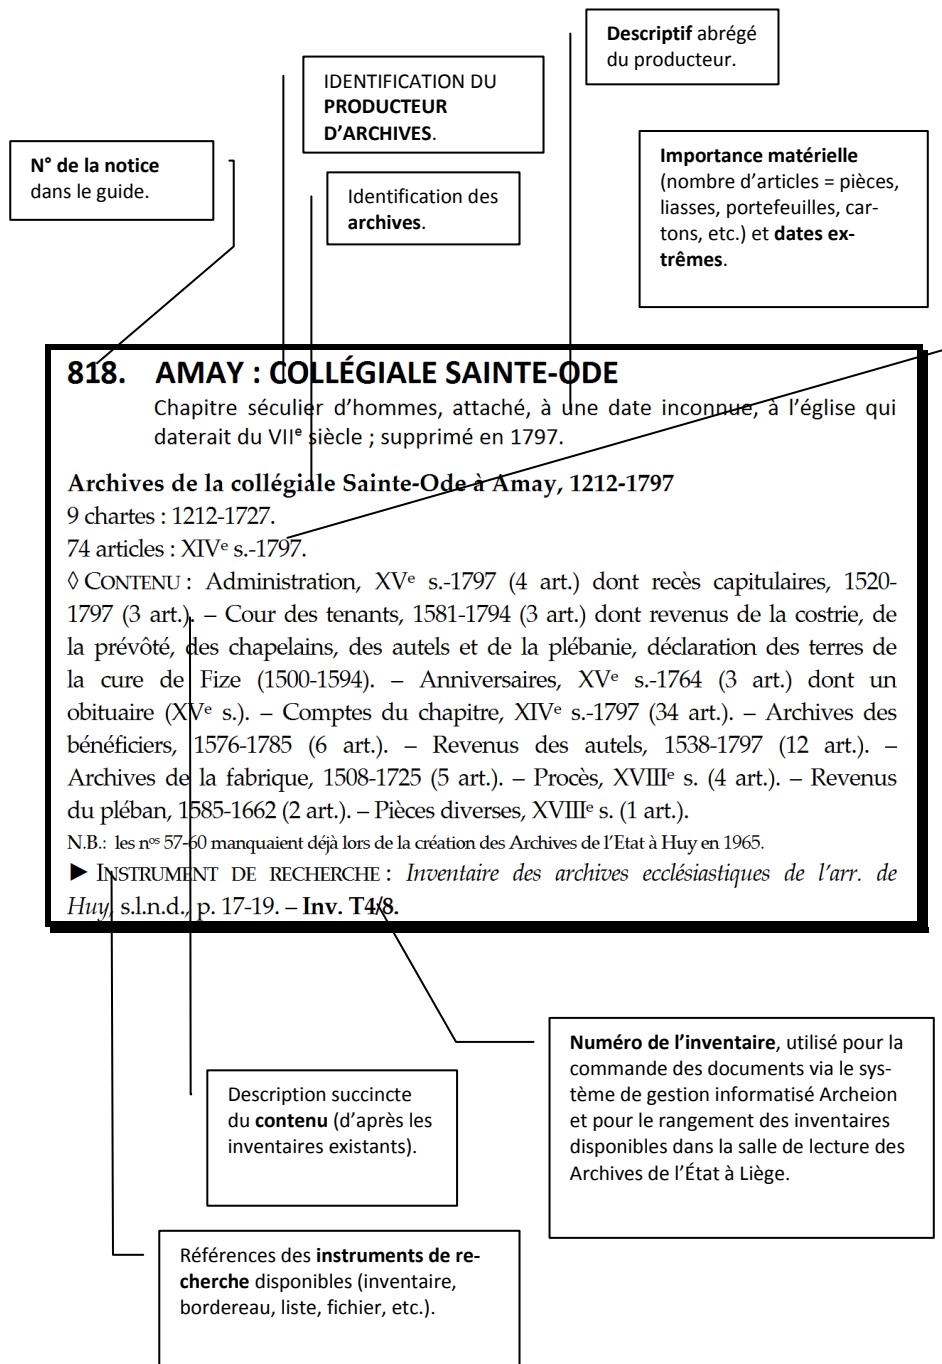 Descriptif abrégé
du producteur.
IDENTIFICATION DU
PRODUCTEUR
D'ARCHIVES.
N° de la notice
dans le guide.
Identification des
archives.
Importance matérielle
(nombre d'articles = pièces,
liasses, portefeuilles, car-
tons, etc.) et dates ex-
trêmes.
818. AMAY : COLLÉGIALE SAINTE-ODE
Chapitre séculier d'hommes, attaché, à une date inconnue, à l'église qui
daterait du VIIᵉ siècle ; supprimé en 1797.
Archives de la collégiale Sainte-Ode à Amay, 1212-1797
9 chartes : 1212-1727.
74 articles : XIVᵉ s.-1797.
◊ CONTENU : Administration, XVᵉ s.-1797 (4 art.) dont recès capitulaires, 1520-
1797 (3 art.). – Cour des tenants, 1581-1794 (3 art.) dont revenus de la costrie, de
la prévôté, des chapelains, des autels et de la plébanie, déclaration des terres de
la cure de Fize (1500-1594). – Anniversaires, XVᵉ s.-1764 (3 art.) dont un
obituaire (XVᵉ s.). – Comptes du chapitre, XIVᵉ s.-1797 (34 art.). – Archives des
bénéficiers, 1576-1785 (6 art.). – Revenus des autels, 1538-1797 (12 art.). –
Archives de la fabrique, 1508-1725 (5 art.). – Procès, XVIIIᵉ s. (4 art.). – Revenus
du pléban, 1585-1662 (2 art.). – Pièces diverses, XVIIIᵉ s. (1 art.).
N.B.: les nᵒˢ 57-60 manquaient déjà lors de la création des Archives de l'Etat à Huy en 1965.
► INSTRUMENT DE RECHERCHE : Inventaire des archives ecclésiastiques de l'arr. de
Huy, s.l.n.d., p. 17-19. – Inv. T4/8.
Numéro de l'inventaire, utilisé pour la
commande des documents via le sys-
tème de gestion informatisé Archeion
et pour le rangement des inventaires
disponibles dans la salle de lecture des
Archives de l'État à Liège.
Description succincte
du contenu (d'après les
inventaires existants).
Références des instruments de re-
cherche disponibles (inventaire,
bordereau, liste, fichier, etc.).